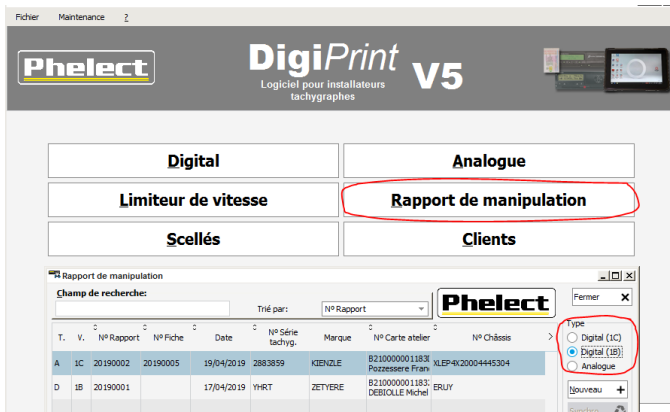 Fichier Maintenance ?
Phelect
DigiPrint V5
Logiciel pour installateurs
tachygraphes
Digital Analogue
Limiteur de vitesse Rapport de manipulation
Scellés Clients
Rapport de manipulation
Champ de recherche:
Trié par: Nº Rapport
Phelect
Fermer X
T. V. Nº Rapport Nº Fiche Date Nº Série tachyg. Marque Nº Carte atelier Nº Châssis >
A 1C 20190002 20190005 19/04/2019 2883859 KIENZLE XLEP4X20004445304
Pozzessere Fran
D 1B 20190001 17/04/2019 YHRT ZETYERE ERUY
DEBIOLLE Michel
Type
Digital (1C)
Digital (1B)
Analogue
Nouveau +